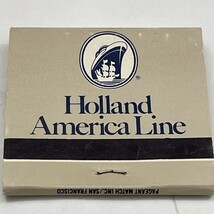 ®
Holland
America Line
PAGEANT MATCH INC./SAN FRANCISCO